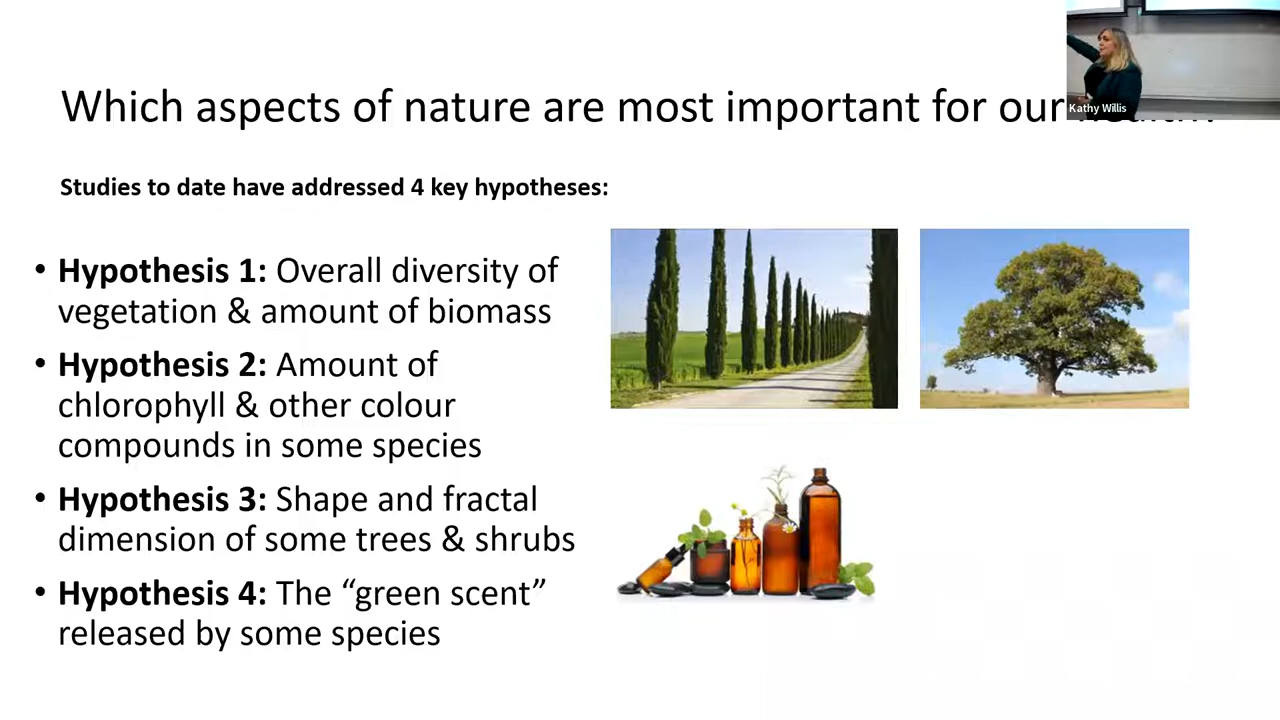 Kathy Willis
Which aspects of nature are most important for our
Studies to date have addressed 4 key hypotheses:
• Hypothesis 1: Overall diversity of
vegetation & amount of biomass
• Hypothesis 2: Amount of
chlorophyll & other colour
compounds in some species
• Hypothesis 3: Shape and fractal
dimension of some trees & shrubs
• Hypothesis 4: The “green scent”
released by some species